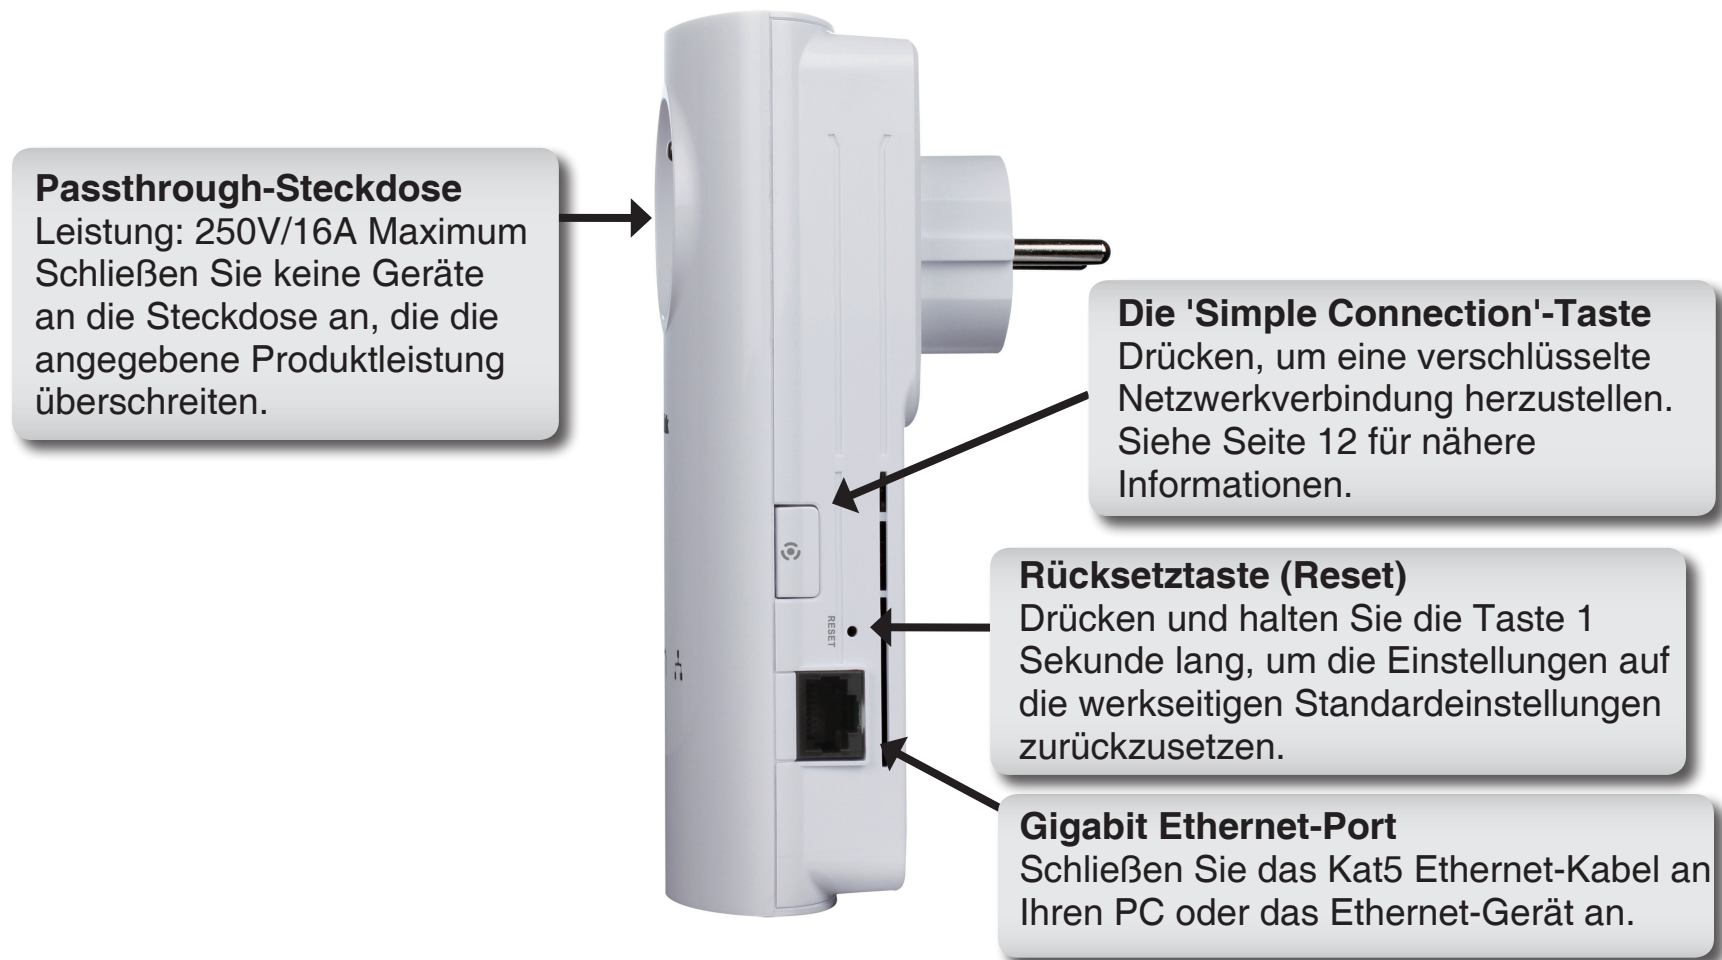 Passthrough-Steckdose
Leistung: 250V/16A Maximum
Schließen Sie keine Geräte
an die Steckdose an, die die
angegebene Produktleistung
überschreiten.
Die 'Simple Connection'-Taste
Drücken, um eine verschlüsselte
Netzwerkverbindung herzustellen.
Siehe Seite 12 für nähere
Informationen.
Rücksetztaste (Reset)
Drücken und halten Sie die Taste 1
Sekunde lang, um die Einstellungen auf
die werkseitigen Standardeinstellungen
zurückzusetzen.
RESET
Gigabit Ethernet-Port
Schließen Sie das Kat5 Ethernet-Kabel an
Ihren PC oder das Ethernet-Gerät an.